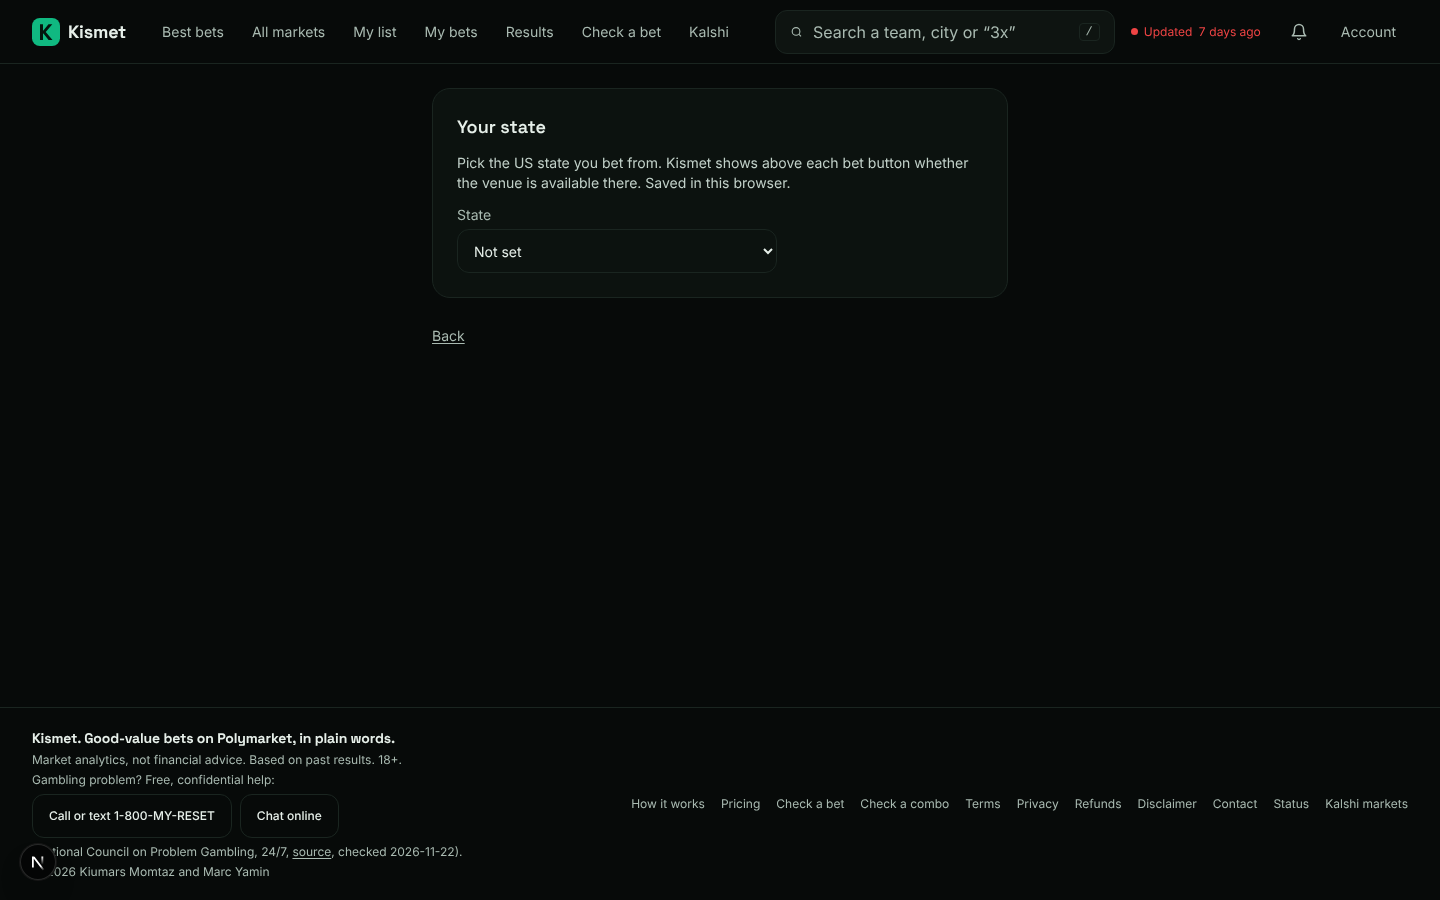 Kismet
Best bets
All markets
My list
My bets
Results
Check a bet
Kalshi
Search a team, city or “3x”
/
Updated 7 days ago
Account
Your state
Pick the US state you bet from. Kismet shows above each bet button whether
the venue is available there. Saved in this browser.
State
Not set
Back
Kismet. Good-value bets on Polymarket, in plain words.
Market analytics, not financial advice. Based on past results. 18+.
Gambling problem? Free, confidential help:
Call or text 1-800-MY-RESET
Chat online
Council on Problem Gambling, 24/7, source, checked 2026-11-22).
Kiumars Momtaz and Marc Yamin
How it works
Pricing
Check a bet
Check a combo
Terms
Privacy
Refunds
Disclaimer
Contact
Status
Kalshi markets